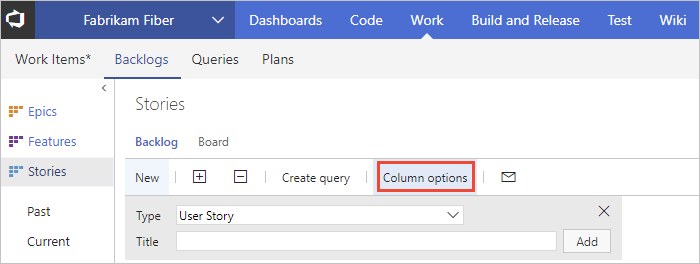 Fabrikam Fiber Dashboards Code Work Build and Release Test Wiki
Work Items* Backlogs Queries Plans
Epics
Features
Stories
Past
Current
Stories
Backlog Board
New Create query Column options
Type User Story
Title Add